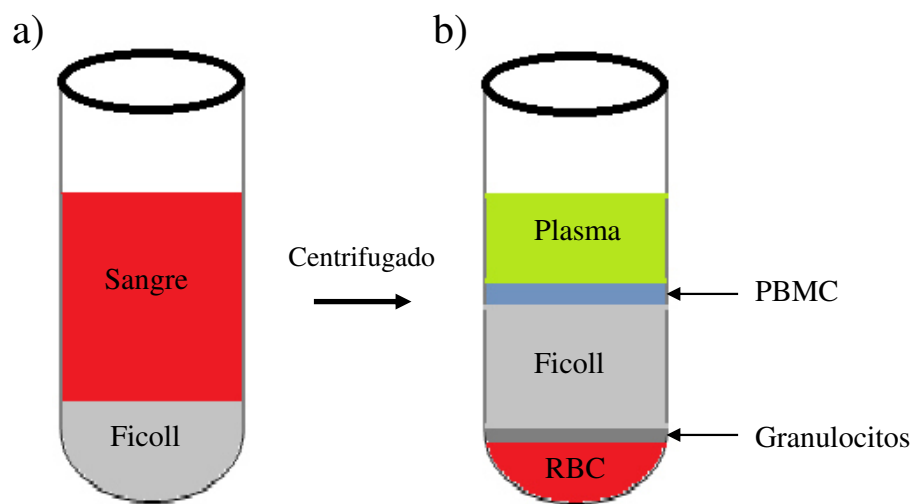 a)
b)
Sangre
Ficoll
Centrifugado
Plasma
PBMC
Ficoll
Granulocitos
RBC